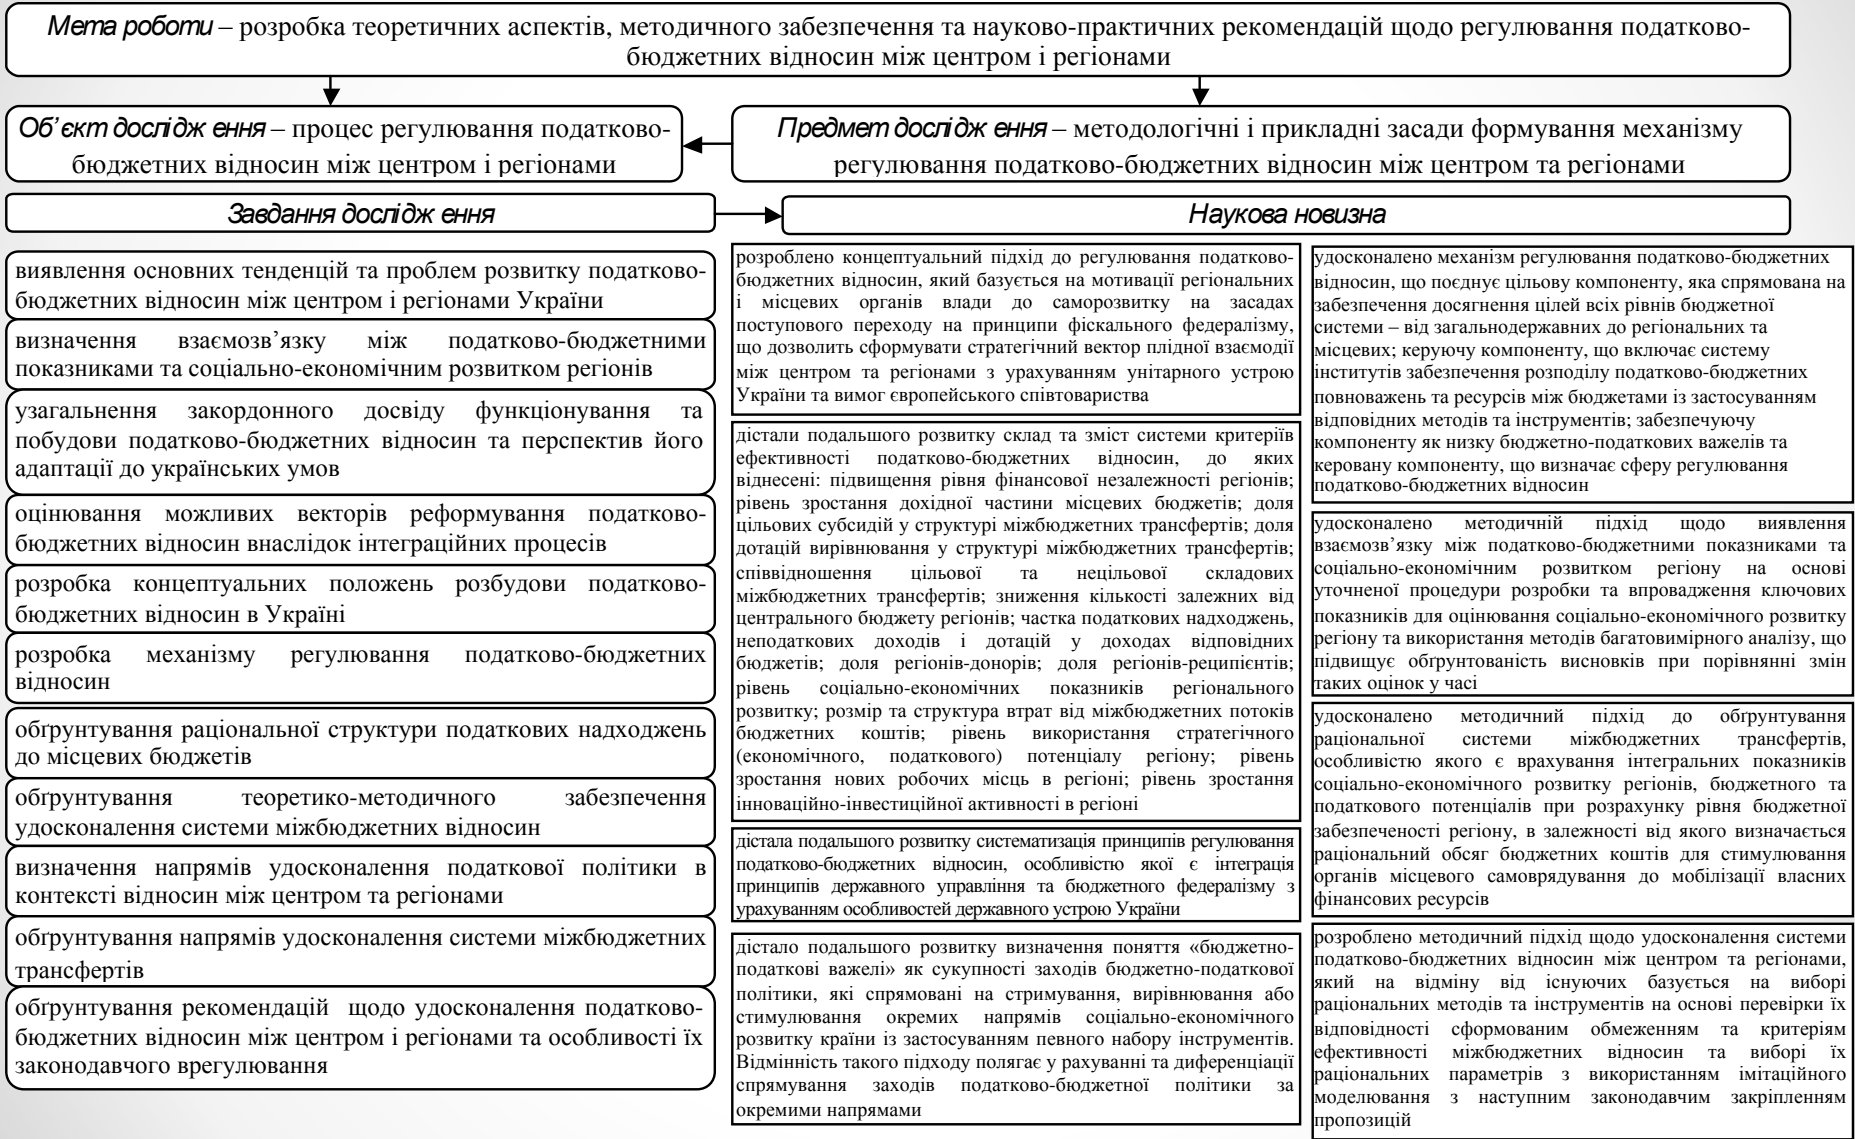 Мета роботи – розробка теоретичних аспектів, методичного забезпечення та науково-практичних рекомендацій щодо регулювання податково-
бюджетних відносин між центром і регіонами
Об’єкт дослідження – процес регулювання податково-
бюджетних відносин між центром і регіонами
Предмет дослідження – методологічні і прикладні засади формування механізму
регулювання податково-бюджетних відносин між центром та регіонами
Завдання дослідження
Наукова новизна
виявлення основних тенденцій та проблем розвитку податково-
бюджетних відносин між центром і регіонами України
визначення взаємозв’язку між податково-бюджетними
показниками та соціально-економічним розвитком регіонів
узагальнення закордонного досвіду функціонування та
побудови податково-бюджетних відносин та перспектив його
адаптації до українських умов
оцінювання можливих векторів реформування податково-
бюджетних відносин внаслідок інтеграційних процесів
розробка концептуальних положень розбудови податково-
бюджетних відносин в Україні
розробка механізму регулювання податково-бюджетних
відносин
обґрунтування раціональної структури податкових надходжень
до місцевих бюджетів
обґрунтування теоретико-методичного забезпечення
удосконалення системи міжбюджетних відносин
визначення напрямів удосконалення податкової політики в
контексті відносин між центром та регіонами
обґрунтування напрямів удосконалення системи міжбюджетних
трансфертів
обґрунтування рекомендацій щодо удосконалення податково-
бюджетних відносин між центром і регіонами та особливості їх
законодавчого врегулювання
розроблено концептуальний підхід до регулювання податково-
бюджетних відносин, який базується на мотивації регіональних
і місцевих органів влади до саморозвитку на засадах
поступового переходу на принципи фіскального федералізму,
що дозволить сформувати стратегічний вектор плідної взаємодії
між центром та регіонами з урахуванням унітарного устрою
України та вимог європейського співтовариства
дістали подальшого розвитку склад та зміст системи критеріїв
ефективності податково-бюджетних відносин, до яких
віднесені: підвищення рівня фінансової незалежності регіонів;
рівень зростання дохідної частини місцевих бюджетів; доля
цільових субсидій у структурі міжбюджетних трансфертів; доля
дотацій вирівнювання у структурі міжбюджетних трансфертів;
співвідношення цільової та нецільової складових
міжбюджетних трансфертів; зниження кількості залежних від
центрального бюджету регіонів; частка податкових надходжень,
неподаткових доходів і дотацій у доходах відповідних
бюджетів; доля регіонів-донорів; доля регіонів-реципієнтів;
рівень соціально-економічних показників регіонального
розвитку; розмір та структура втрат від міжбюджетних потоків
бюджетних коштів; рівень використання стратегічного
(економічного, податкового) потенціалу регіону; рівень
зростання нових робочих місць в регіоні; рівень зростання
інноваційно-інвестиційної активності в регіоні
дістала подальшого розвитку систематизація принципів регулювання
податково-бюджетних відносин, особливістю якої є інтеграція
принципів державного управління та бюджетного федералізму з
урахуванням особливостей державного устрою України
дістало подальшого розвитку визначення поняття «бюджетно-
податкові важелі» як сукупності заходів бюджетно-податкової
політики, які спрямовані на стримування, вирівнювання або
стимулювання окремих напрямів соціально-економічного
розвитку країни із застосуванням певного набору інструментів.
Відмінність такого підходу полягає у рахуванні та диференціації
спрямування заходів податково-бюджетної політики за
окремими напрямами
удосконалено механізм регулювання податково-бюджетних
відносин, що поєднує цільову компоненту, яка спрямована на
забезпечення досягнення цілей всіх рівнів бюджетної
системи – від загальнодержавних до регіональних та
місцевих; керуючу компоненту, що включає систему
інститутів забезпечення розподілу податково-бюджетних
повноважень та ресурсів між бюджетами із застосуванням
відповідних методів та інструментів; забезпечуючу
компоненту як низку бюджетно-податкових важелів та
керовану компоненту, що визначає сферу регулювання
податково-бюджетних відносин
удосконалено методичній підхід щодо виявлення
взаємозв’язку між податково-бюджетними показниками та
соціально-економічним розвитком регіону на основі
уточненої процедури розробки та впровадження ключових
показників для оцінювання соціально-економічного розвитку
регіону та використання методів багатовимірного аналізу, що
підвищує обґрунтованість висновків при порівнянні змін
таких оцінок у часі
удосконалено методичний підхід до обґрунтування
раціональної системи міжбюджетних трансфертів,
особливістю якого є врахування інтегральних показників
соціально-економічного розвитку регіонів, бюджетного та
податкового потенціалів при розрахунку рівня бюджетної
забезпеченості регіону, в залежності від якого визначається
раціональний обсяг бюджетних коштів для стимулювання
органів місцевого самоврядування до мобілізації власних
фінансових ресурсів
розроблено методичний підхід щодо удосконалення системи
податково-бюджетних відносин між центром та регіонами,
який на відміну від існуючих базується на виборі
раціональних методів та інструментів на основі перевірки їх
відповідності сформованим обмеженням та критеріям
ефективності міжбюджетних відносин та виборі їх
раціональних параметрів з використанням імітаційного
моделювання з наступним законодавчим закріпленням
пропозицій